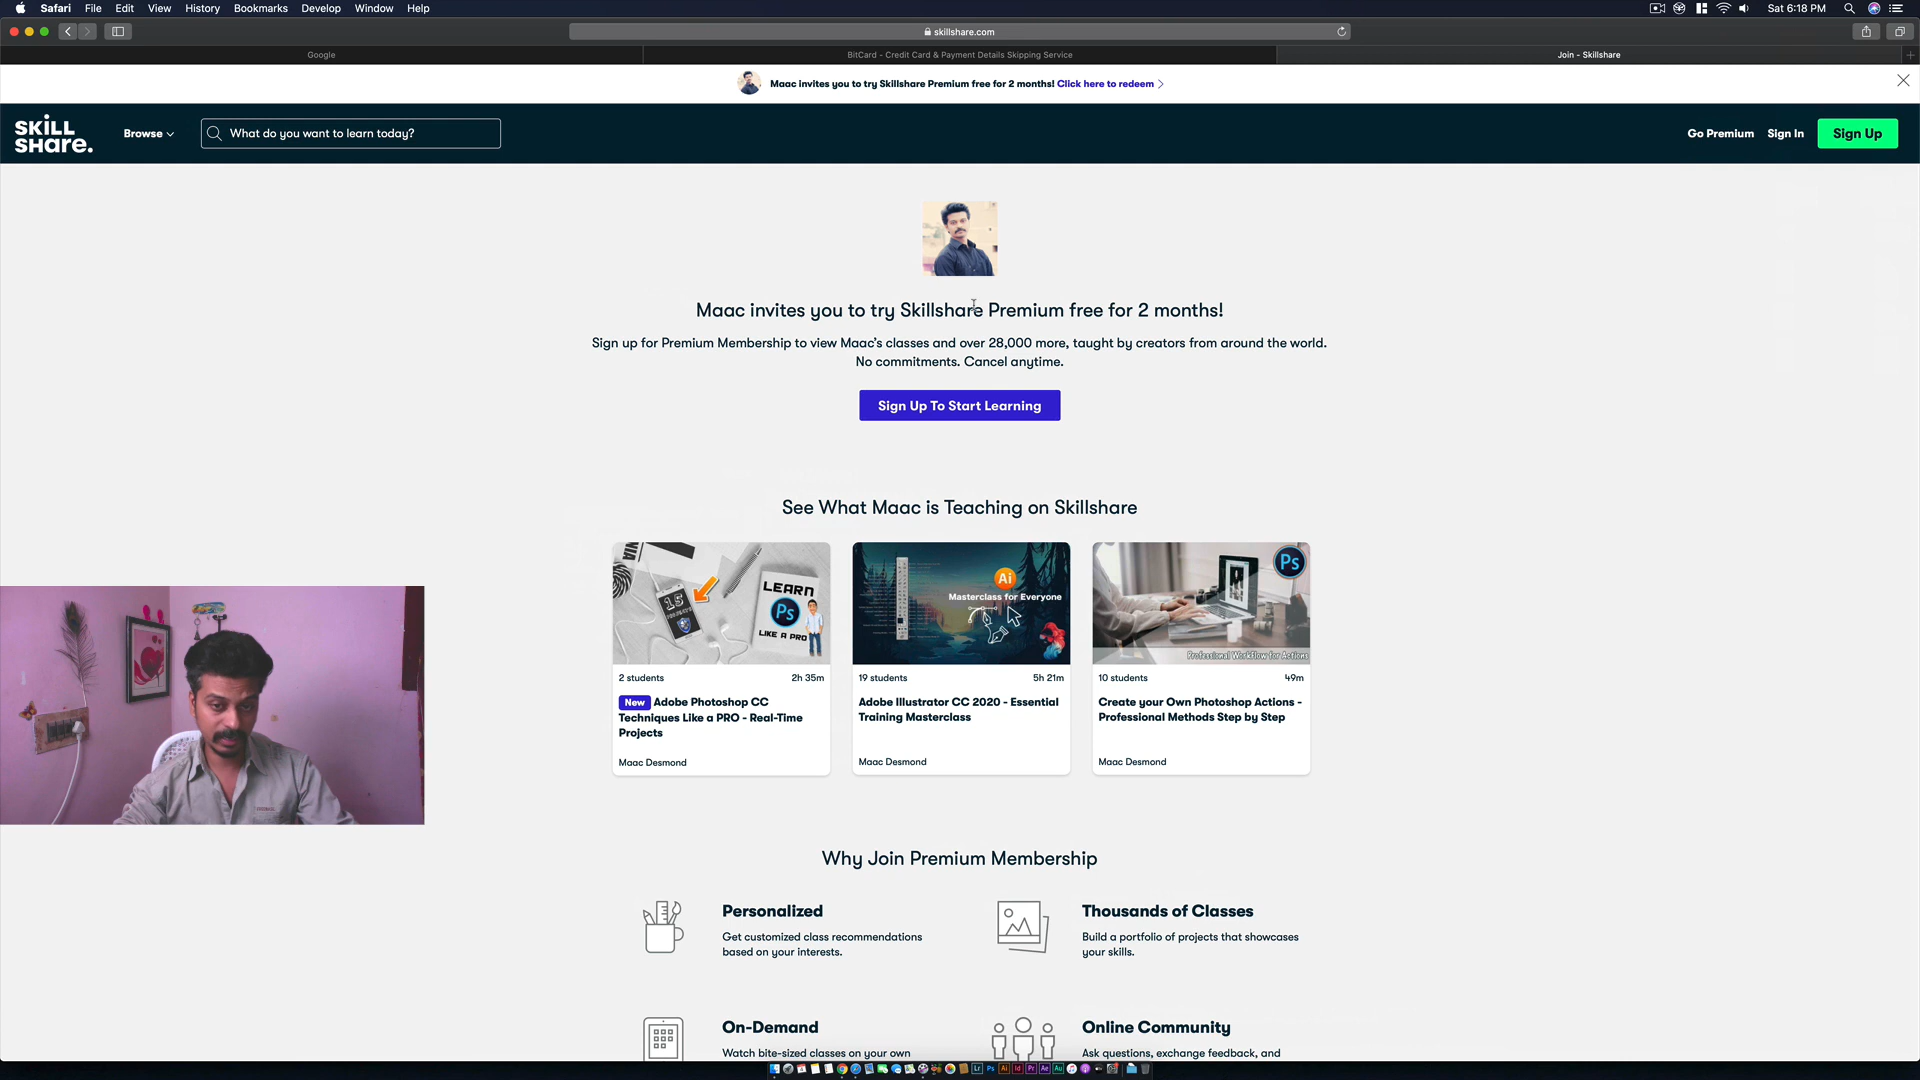 Safari File Edit View History Bookmarks Develop Window Help
Sat 6:18 PM
skillshare.com
Google
BitCard - Credit Card & Payment Details Skipping Service
Join - Skillshare
Maac invites you to try Skillshare Premium free for 2 months! Click here to redeem
SKILL
SHare.
Browse
What do you want to learn today?
Go Premium
Sign In
Sign Up
Maac invites you to try Skillshare Premium free for 2 months!
Sign up for Premium Membership to view Maac's classes and over 28,000 more, taught by creators from around the world.
No commitments. Cancel anytime.
Sign Up To Start Learning
See What Maac is Teaching on Skillshare
15
LEARN
Ps
LIKE A PRO
2 students
2h 35m
New Adobe Photoshop CC
Techniques Like a PRO - Real-Time
Projects
Maac Desmond
Ai
Masterclass for Everyone
19 students
5h 21m
Adobe Illustrator CC 2020 - Essential
Training Masterclass
Maac Desmond
Ps
Professional Workflow for Actions
10 students
49m
Create your Own Photoshop Actions -
Professional Methods Step by Step
Maac Desmond
Why Join Premium Membership
Personalized
Get customized class recommendations
based on your interests.
Thousands of Classes
Build a portfolio of projects that showcases
your skills.
On-Demand
Watch bite-sized classes on your own
Online Community
Ask questions, exchange feedback, and
Lr Ps Ai Id Pr Ae Au